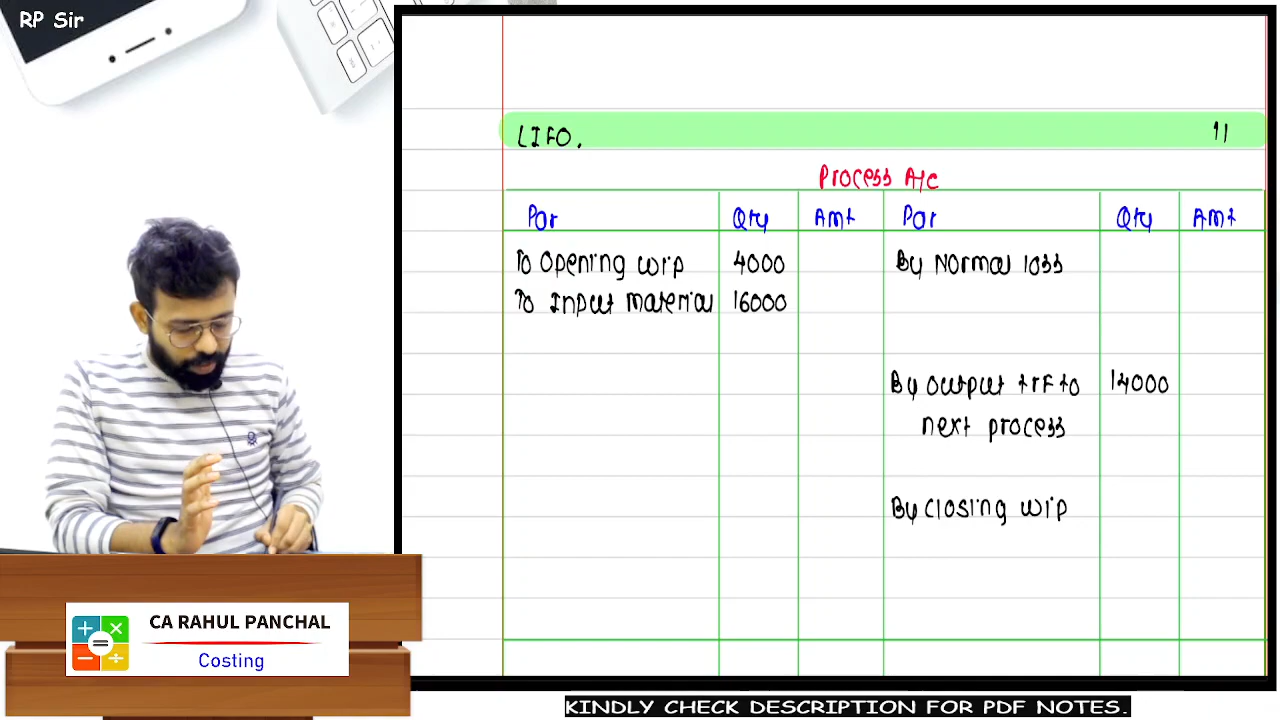 RP Sir
LIFO. 11
Process A/c
Par Qty Amt Par Qty Amt
To Opening wip 4000 By Normal loss
To Input material 16000
By output trf to 14000
next process
By closing wip
CA RAHUL PANCHAL
Costing
KINDLY CHECK DESCRIPTION FOR PDF NOTES.